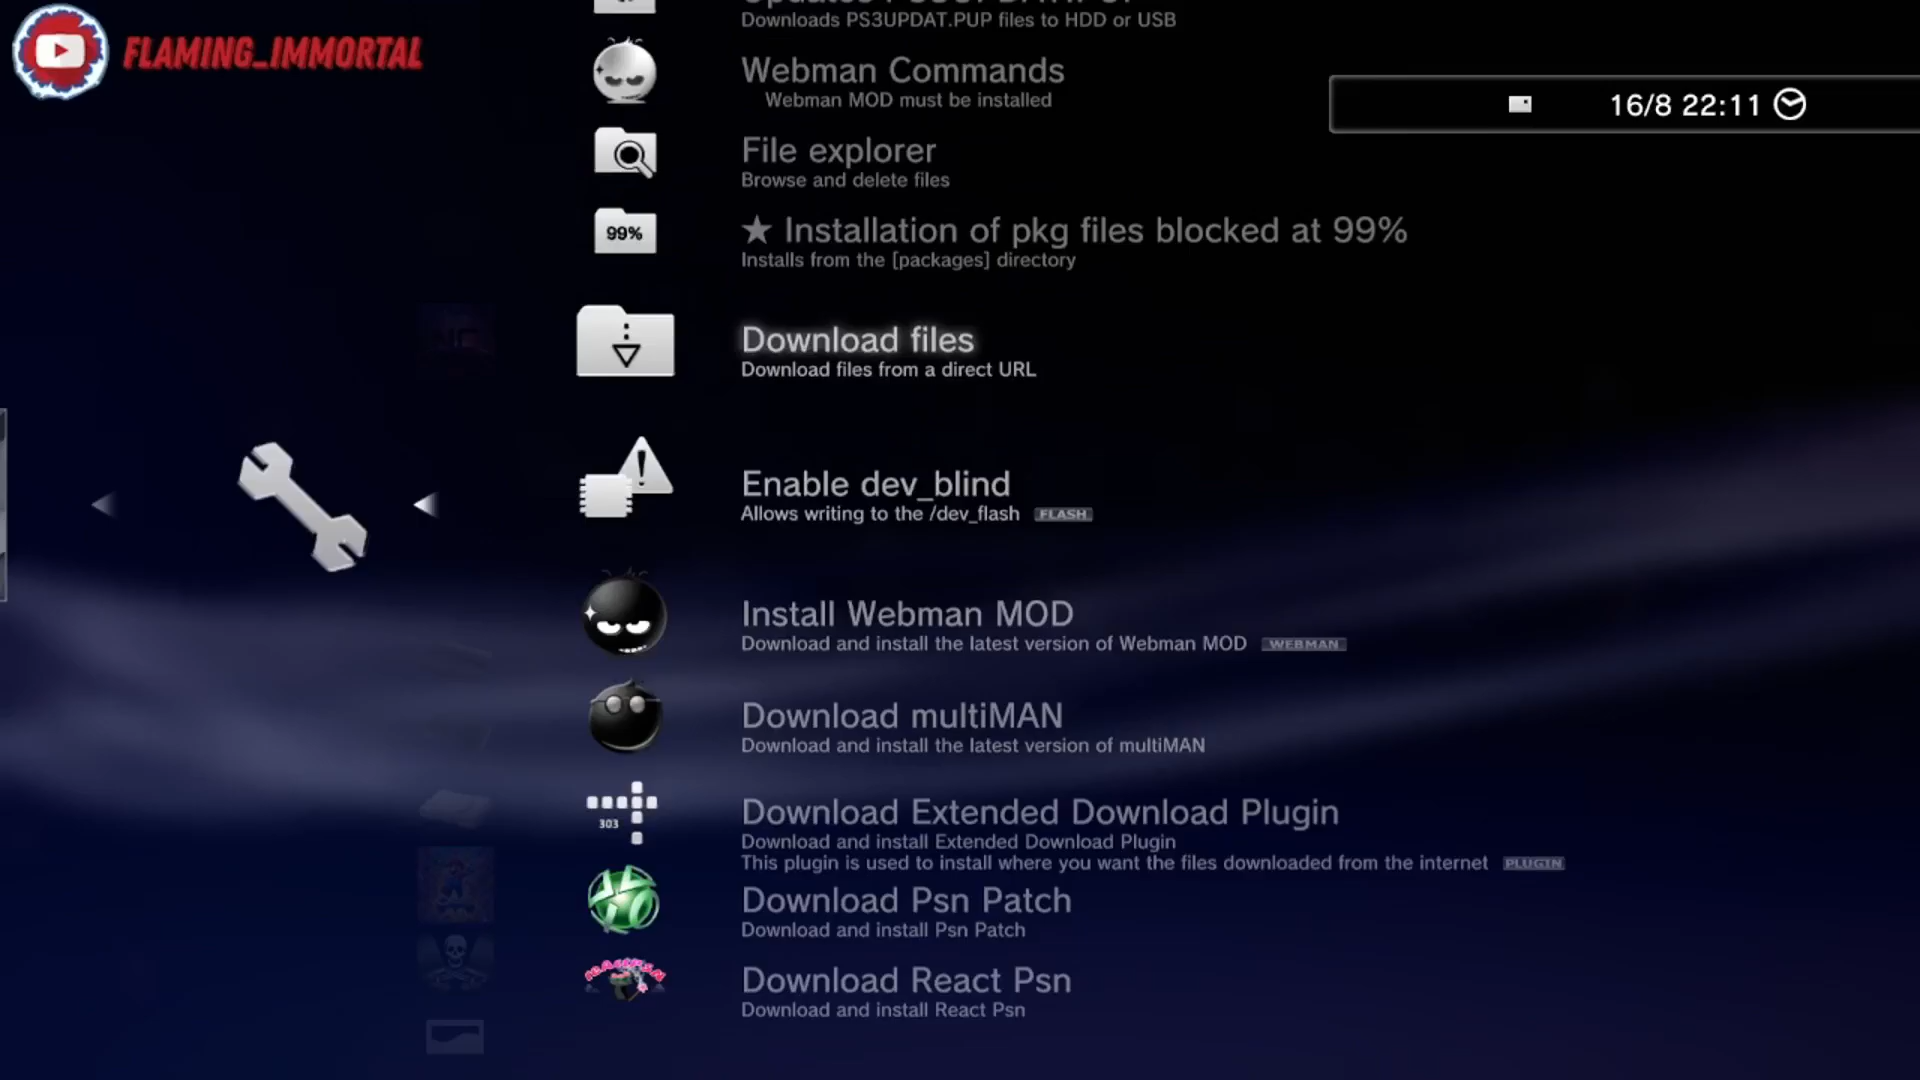 FLAMING_IMMORTAL
Downloads PS3UPDAT.PUP files to HDD or USB
Webman Commands
Webman MOD must be installed
16/8 22:11
File explorer
Browse and delete files
99%
★ Installation of pkg files blocked at 99%
Installs from the [packages] directory
Download files
Download files from a direct URL
Enable dev_blind
Allows writing to the /dev_flash FLASH
Install Webman MOD
Download and install the latest version of Webman MOD WEBMAN
Download multiMAN
Download and install the latest version of multiMAN
303
Download Extended Download Plugin
Download and install Extended Download Plugin
This plugin is used to install where you want the files downloaded from the internet PLUGIN
Download Psn Patch
Download and install Psn Patch
Download React Psn
Download and install React Psn